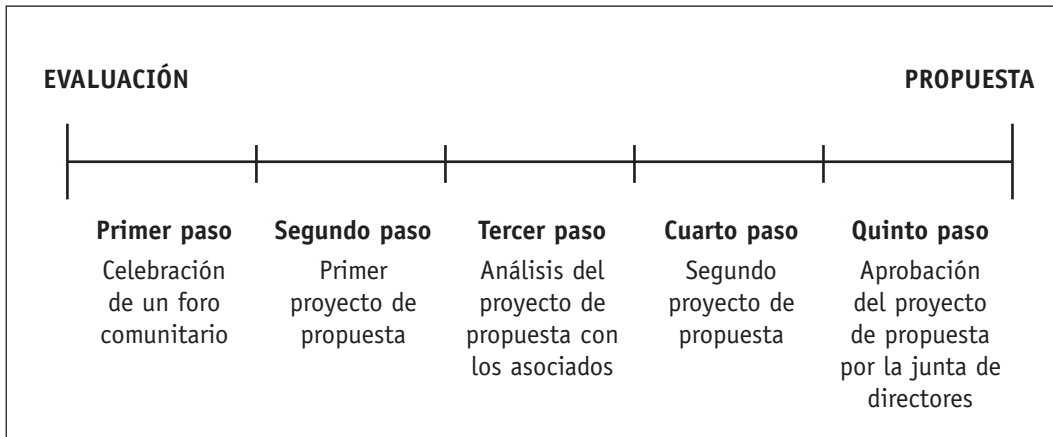 EVALUACIÓN
PROPUESTA
Primer paso
Celebración
de un foro
comunitario
Segundo paso
Primer
proyecto de
propuesta
Tercer paso
Análisis del
proyecto de
propuesta con
los asociados
Cuarto paso
Segundo
proyecto de
propuesta
Quinto paso
Aprobación
del proyecto
de propuesta
por la junta de
directores